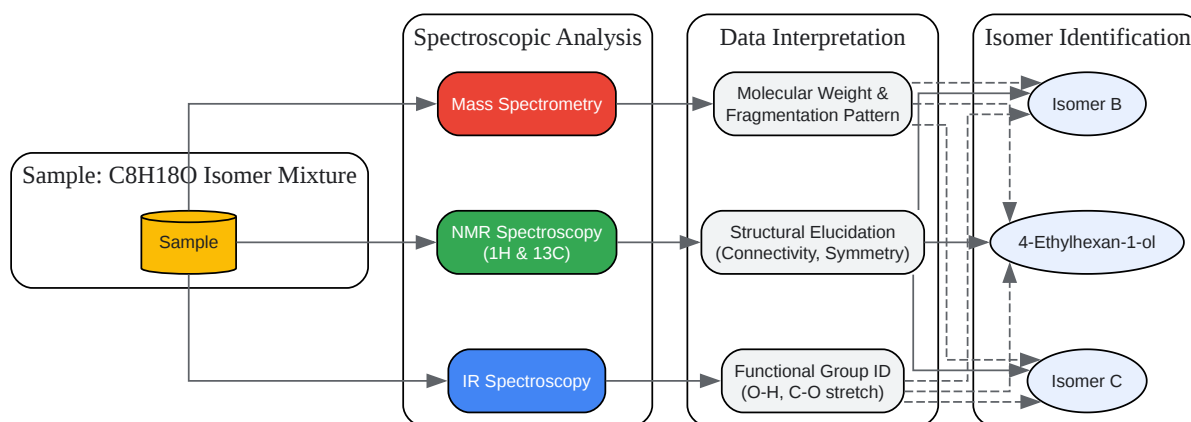 Spectroscopic Analysis
Data Interpretation
Isomer Identification
Mass Spectrometry
Molecular Weight &
Fragmentation Pattern
Isomer B
Sample: C8H18O Isomer Mixture
Sample
NMR Spectroscopy
(1H & 13C)
Structural Elucidation
(Connectivity, Symmetry)
4-Ethylhexan-1-ol
IR Spectroscopy
Functional Group ID
(O-H, C-O stretch)
Isomer C